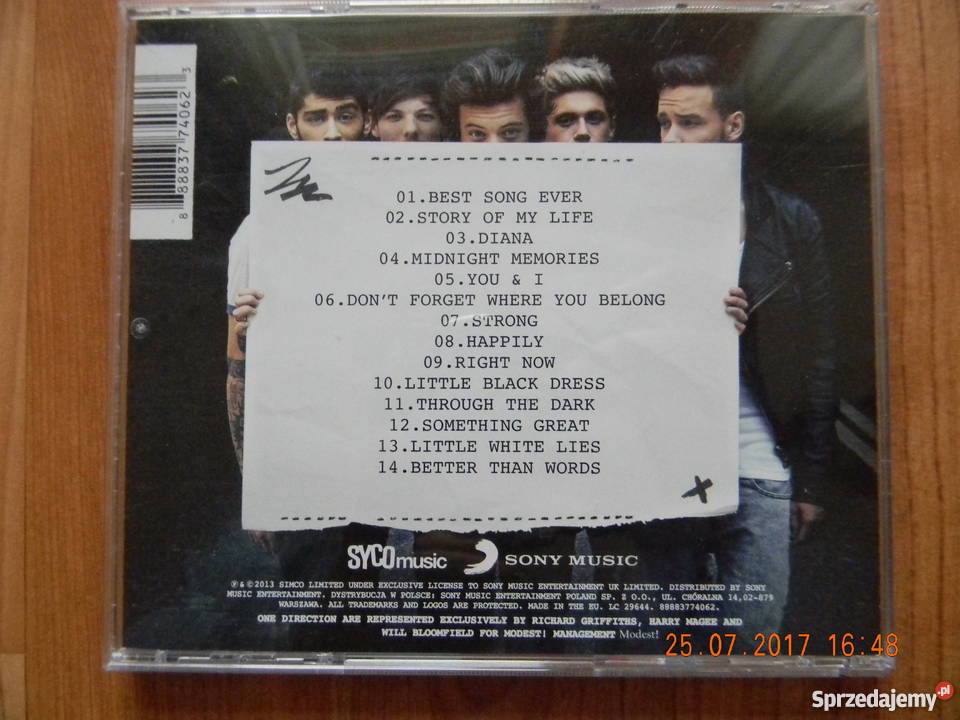 8 88837 74062 3
01.BEST SONG EVER
02.STORY OF MY LIFE
03.DIANA
04.MIDNIGHT MEMORIES
05.YOU & I
06.DON'T FORGET WHERE YOU BELONG
07.STRONG
08.HAPPILY
09.RIGHT NOW
10.LITTLE BLACK DRESS
11.THROUGH THE DARK
12.SOMETHING GREAT
13.LITTLE WHITE LIES
14.BETTER THAN WORDS
SYCOmusic SONY MUSIC
℗ & © 2013 SIMCO LIMITED UNDER EXCLUSIVE LICENSE TO SONY MUSIC ENTERTAINMENT UK LIMITED. DISTRIBUTED BY SONY
MUSIC ENTERTAINMENT. DYSTRYBUCJA W POLSCE: SONY MUSIC ENTERTAINMENT POLAND SP. Z O.O., UL. CHÓRALNA 14,02-879
WARSZAWA. ALL TRADEMARKS AND LOGOS ARE PROTECTED. MADE IN THE EU. LC 29644. 88883774062.
ONE DIRECTION ARE REPRESENTED EXCLUSIVELY BY RICHARD GRIFFITHS, HARRY MAGEE AND
WILL BLOOMFIELD FOR MODEST! MANAGEMENT Modest!
25.07.2017 16:48
Sprzedajemy.pl